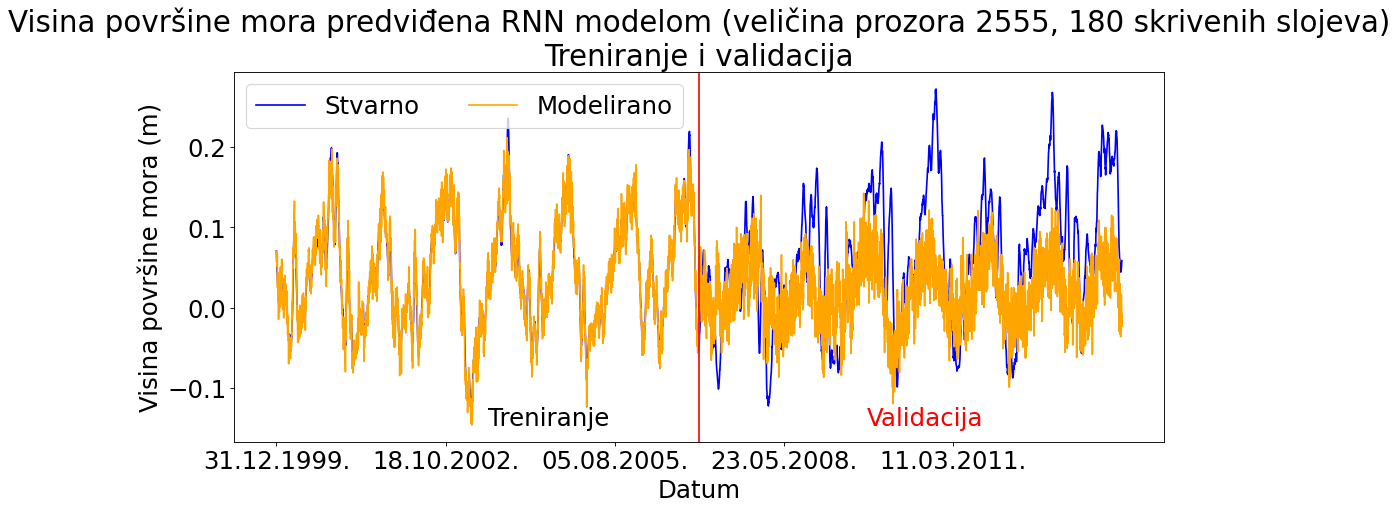 Visina površine mora predviđena RNN modelom (veličina prozora 2555, 180 skrivenih slojeva)
Treniranje i validacija
Stvarno Modelirano
Visina površine mora (m)
0.2
0.1
0.0
−0.1
Treniranje Validacija
31.12.1999. 18.10.2002. 05.08.2005. 23.05.2008. 11.03.2011.
Datum